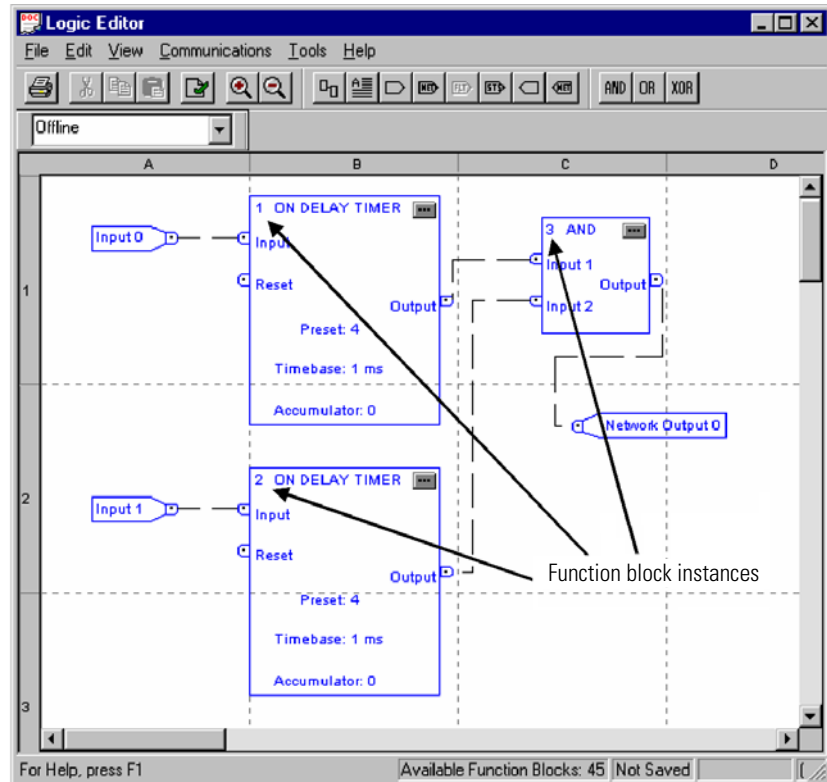 DOC
Logic Editor
File Edit View Communications Tools Help
AND OR XOR
Offline
A B C D
1
2
3
Input 0
1 ON DELAY TIMER
Input
Reset
Output
Preset: 4
Timebase: 1 ms
Accumulator: 0
3 AND
Input 1
Input 2
Output
Network Output 0
Input 1
2 ON DELAY TIMER
Input
Reset
Output
Preset: 4
Timebase: 1 ms
Accumulator: 0
Function block instances
For Help, press F1
Available Function Blocks: 45
Not Saved